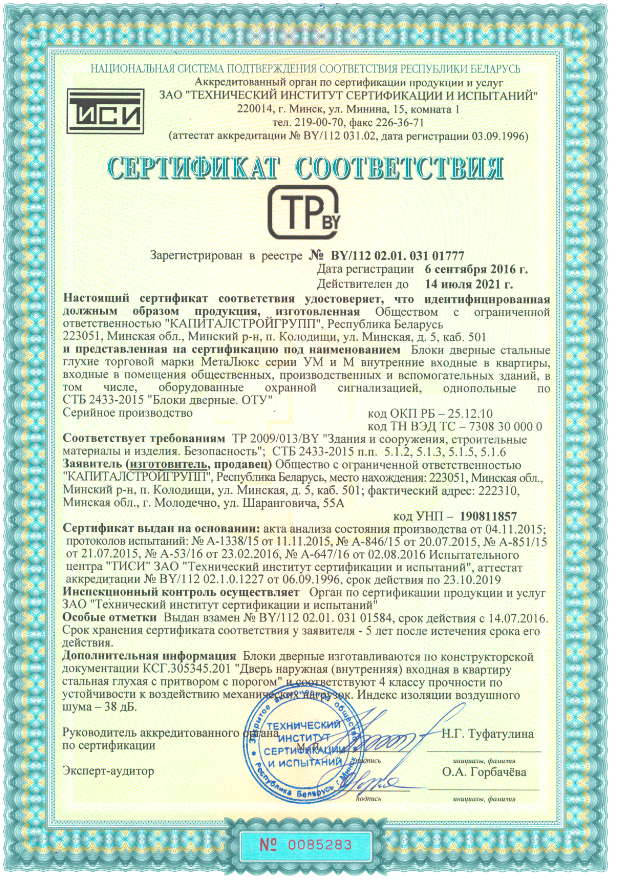 НАЦИОНАЛЬНАЯ СИСТЕМА ПОДТВЕРЖДЕНИЯ СООТВЕТСТВИЯ РЕСПУБЛИКИ БЕЛАРУСЬ
Аккредитованный орган по сертификации продукции и услуг
ЗАО "ТЕХНИЧЕСКИЙ ИНСТИТУТ СЕРТИФИКАЦИИ И ИСПЫТАНИЙ"
220014, г. Минск, ул. Минина, 15, комната 1
тел. 219-00-70, факс 226-36-71
(аттестат аккредитации № BY/112 031.02, дата регистрации 03.09.1996)
ТИСИ
СЕРТИФИКАТ СООТВЕТСТВИЯ
ТР BY
Зарегистрирован в реестре № BY/112 02.01. 031 01777
Дата регистрации 6 сентября 2016 г.
Действителен до 14 июля 2021 г.
Настоящий сертификат соответствия удостоверяет, что идентифицированная
должным образом продукция, изготовленная Обществом с ограниченной
ответственностью "КАПИТАЛСТРОЙГРУПП", Республика Беларусь
223051, Минская обл., Минский р-н, п. Колодищи, ул. Минская, д. 5, каб. 501
и представленная на сертификацию под наименованием Блоки дверные стальные
глухие торговой марки МетаЛюкс серии УМ и М внутренние входные в квартиры,
входные в помещения общественных, производственных и вспомогательных зданий, в
том числе, оборудованные охранной сигнализацией, однопольные по
СТБ 2433-2015 "Блоки дверные. ОТУ"
Серийное производство код ОКП РБ – 25.12.10
код ТН ВЭД ТС – 7308 30 000 0
Соответствует требованиям ТР 2009/013/BY "Здания и сооружения, строительные
материалы и изделия. Безопасность"; СТБ 2433-2015 п.п. 5.1.2, 5.1.3, 5.1.5, 5.1.6
Заявитель (изготовитель, продавец) Общество с ограниченной ответственностью
"КАПИТАЛСТРОЙГРУПП", Республика Беларусь, место нахождения: 223051, Минская обл.,
Минский р-н, п. Колодищи, ул. Минская, д. 5, каб. 501; фактический адрес: 222310,
Минская обл., г. Молодечно, ул. Шаранговича, 55А
код УНП – 190811857
Сертификат выдан на основании: акта анализа состояния производства от 04.11.2015;
протоколов испытаний: № А-1338/15 от 11.11.2015, № А-846/15 от 20.07.2015, № А-851/15
от 21.07.2015, № А-53/16 от 23.02.2016, № А-647/16 от 02.08.2016 Испытательного
центра "ТИСИ" ЗАО "Технический институт сертификации и испытаний", аттестат
аккредитации № BY/112 02.1.0.1227 от 06.09.1996, срок действия по 23.10.2019
Инспекционный контроль осуществляет Орган по сертификации продукции и услуг
ЗАО "Технический институт сертификации и испытаний"
Особые отметки Выдан взамен № BY/112 02.01. 031 01584, срок действия с 14.07.2016.
Срок хранения сертификата соответствия у заявителя - 5 лет после истечения срока его
действия.
Дополнительная информация Блоки дверные изготавливаются по конструкторской
документации КСГ.305345.201 "Дверь наружная (внутренняя) входная в квартиру
стальная глухая с притвором с порогом" и соответствуют 4 классу прочности по
устойчивости к воздействию механических нагрузок. Индекс изоляции воздушного
шума – 38 дБ.
Руководитель аккредитованного органа
по сертификации
М.П.
Н.Г. Туфатулина
подпись инициалы, фамилия
Эксперт-аудитор О.А. Горбачёва
подпись инициалы, фамилия
Закрытое акционерное общество
ТЕХНИЧЕСКИЙ
ИНСТИТУТ
СЕРТИФИКАЦИИ
И ИСПЫТАНИЙ
Республика Беларусь, г. Минск
№ 0085283